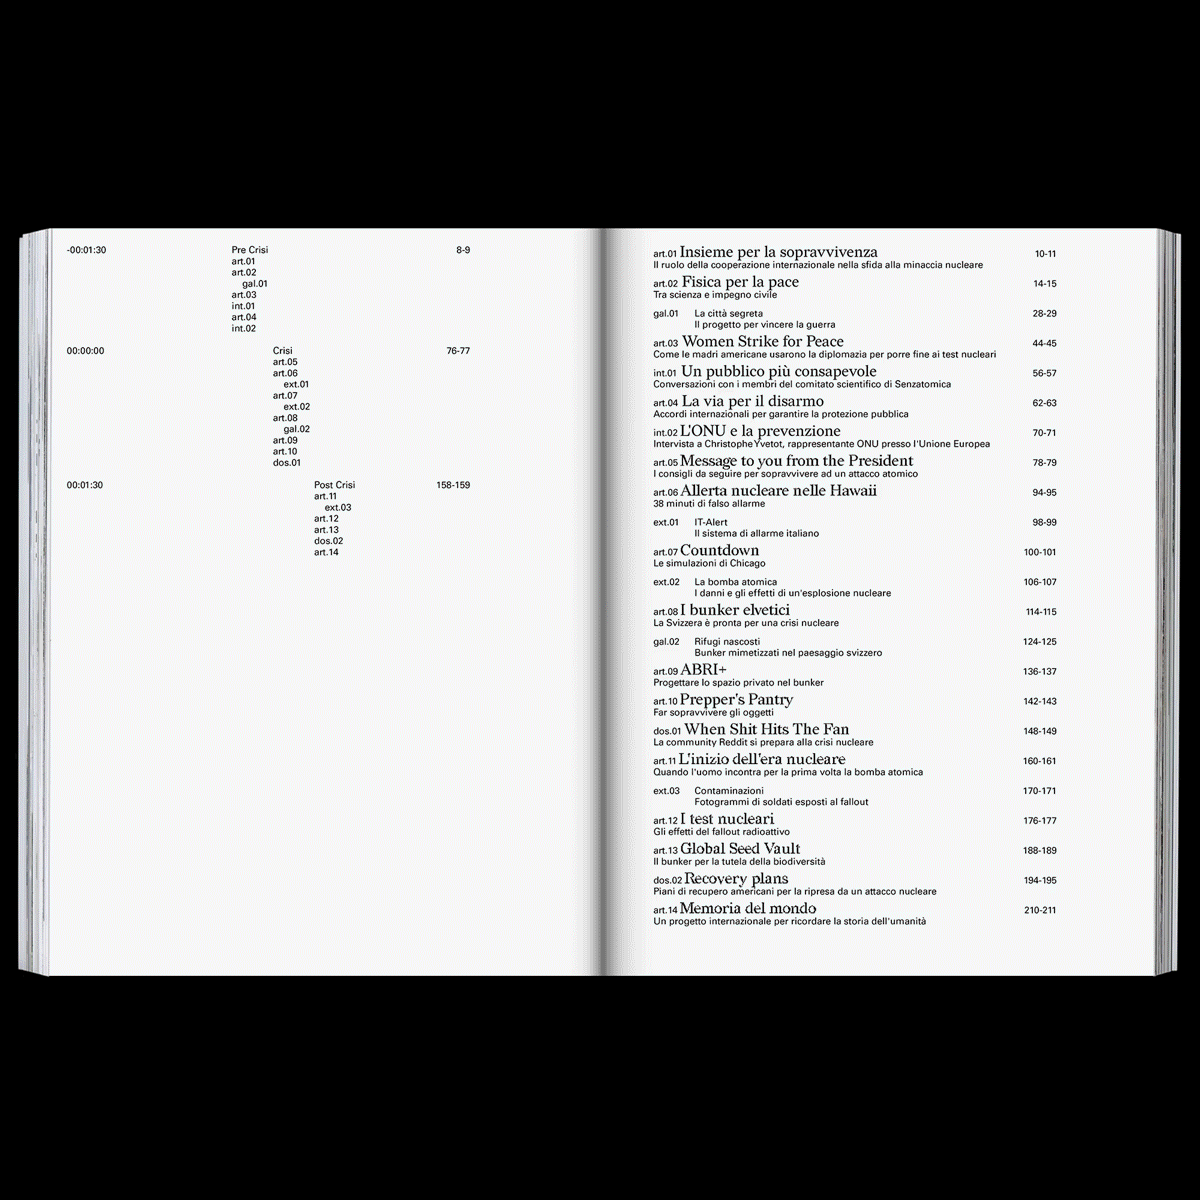 -00:01:30 Pre Crisi 8-9
art.01
art.02
gal.01
art.03
int.01
art.04
int.02
00:00:00 Crisi 76-77
art.05
art.06
ext.01
art.07
ext.02
art.08
gal.02
art.09
art.10
dos.01
00:01:30 Post Crisi 158-159
art.11
ext.03
art.12
art.13
dos.02
art.14
art.01 Insieme per la sopravvivenza 10-11
Il ruolo della cooperazione internazionale nella sfida alla minaccia nucleare
art.02 Fisica per la pace 14-15
Tra scienza e impegno civile
gal.01 La città segreta 28-29
Il progetto per vincere la guerra
art.03 Women Strike for Peace 44-45
Come le madri americane usarono la diplomazia per porre fine ai test nucleari
int.01 Un pubblico più consapevole 56-57
Conversazioni con i membri del comitato scientifico di Senzatomica
art.04 La via per il disarmo 62-63
Accordi internazionali per garantire la protezione pubblica
int.02 L'ONU e la prevenzione 70-71
Intervista a Christophe Yvetot, rappresentante ONU presso l'Unione Europea
art.05 Message to you from the President 78-79
I consigli da seguire per sopravvivere ad un attacco atomico
art.06 Allerta nucleare nelle Hawaii 94-95
38 minuti di falso allarme
ext.01 IT-Alert 98-99
Il sistema di allarme italiano
art.07 Countdown 100-101
Le simulazioni di Chicago
ext.02 La bomba atomica 106-107
I danni e gli effetti di un'esplosione nucleare
art.08 I bunker elvetici 114-115
La Svizzera è pronta per una crisi nucleare
gal.02 Rifugi nascosti 124-125
Bunker mimetizzati nel paesaggio svizzero
art.09 ABRI+ 136-137
Progettare lo spazio privato nel bunker
art.10 Prepper's Pantry 142-143
Far sopravvivere gli oggetti
dos.01 When Shit Hits The Fan 148-149
La community Reddit si prepara alla crisi nucleare
art.11 L'inizio dell'era nucleare 160-161
Quando l'uomo incontra per la prima volta la bomba atomica
ext.03 Contaminazioni 170-171
Fotogrammi di soldati esposti al fallout
art.12 I test nucleari 176-177
Gli effetti del fallout radioattivo
art.13 Global Seed Vault 188-189
Il bunker per la tutela della biodiversità
dos.02 Recovery plans 194-195
Piani di recupero americani per la ripresa da un attacco nucleare
art.14 Memoria del mondo 210-211
Un progetto internazionale per ricordare la storia dell'umanità